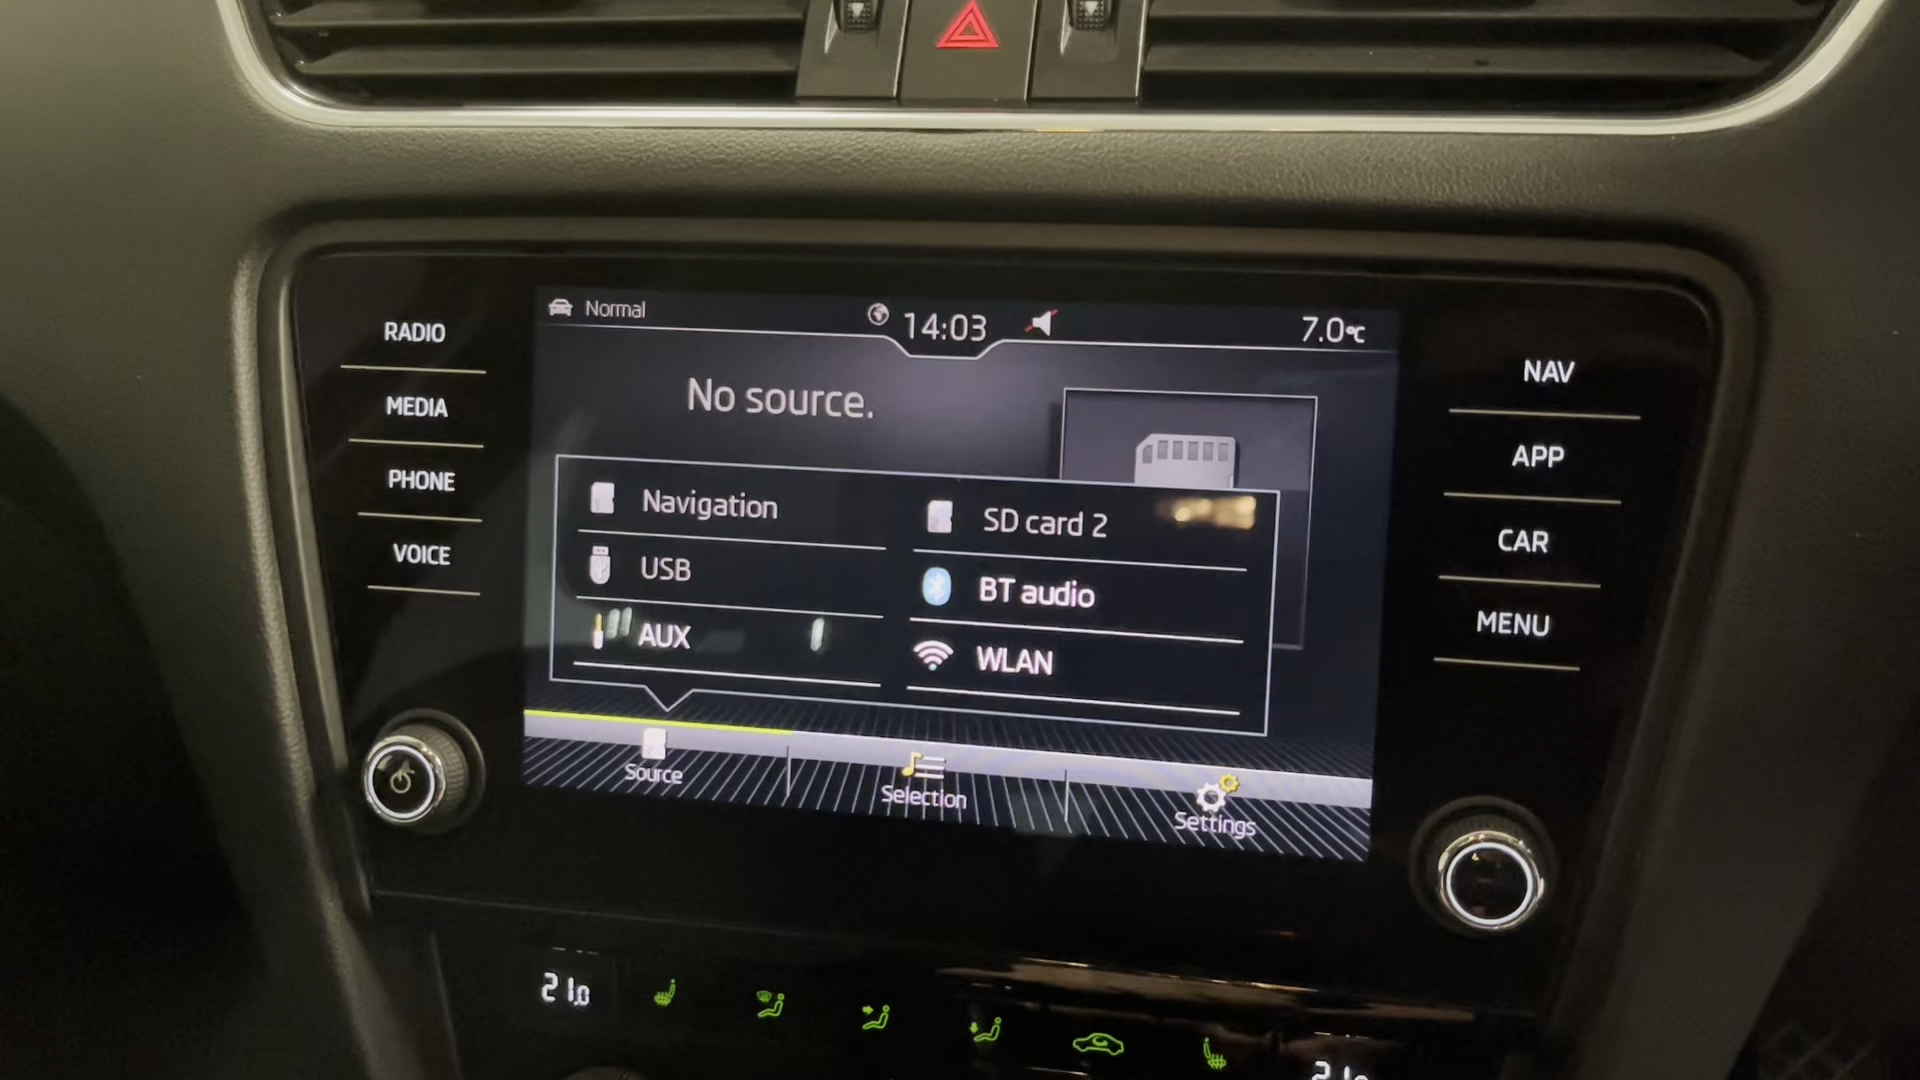 Normal
14:03
7.0°C
RADIO
MEDIA
PHONE
VOICE
No source.
Navigation
SD card 2
USB
BT audio
AUX
WLAN
Source
Selection
Settings
NAV
APP
CAR
MENU
21.0